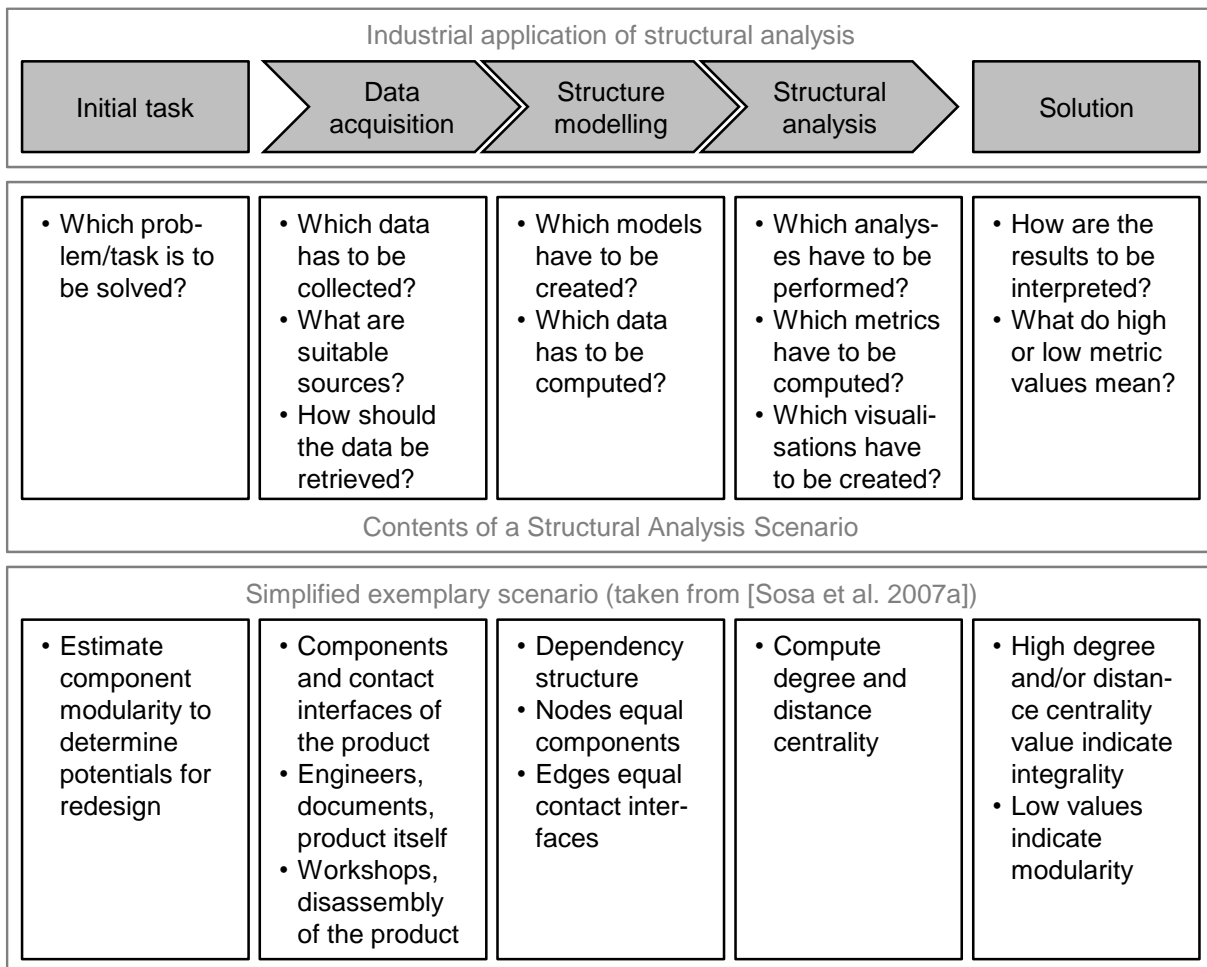 Industrial application of structural analysis
Initial task
Data
acquisition
Structure
modelling
Structural
analysis
Solution
• Which prob-
lem/task is to
be solved?
• Which data
has to be
collected?
• What are
suitable
sources?
• How should
the data be
retrieved?
• Which models
have to be
created?
• Which data
has to be
computed?
• Which analys-
es have to be
performed?
• Which metrics
have to be
computed?
• Which visuali-
sations have
to be created?
• How are the
results to be
interpreted?
• What do high
or low metric
values mean?
Contents of a Structural Analysis Scenario
Simplified exemplary scenario (taken from [Sosa et al. 2007a])
• Estimate
component
modularity to
determine
potentials for
redesign
• Components
and contact
interfaces of
the product
• Engineers,
documents,
product itself
• Workshops,
disassembly
of the product
• Dependency
structure
• Nodes equal
components
• Edges equal
contact inter-
faces
• Compute
degree and
distance
centrality
• High degree
and/or distan-
ce centrality
value indicate
integrality
• Low values
indicate
modularity